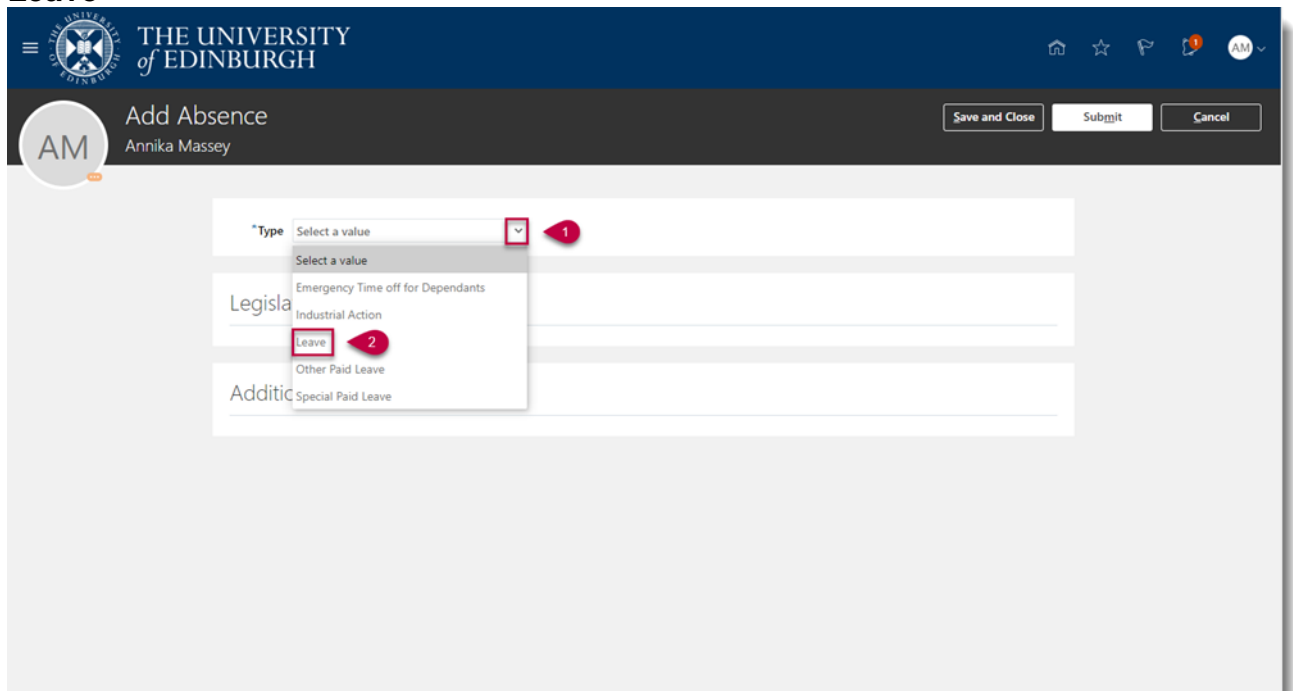 Leave
THE UNIVERSITY
of EDINBURGH
1
AM
Add Absence
Annika Massey
AM
Save and Close
Submit
Cancel
*Type
Select a value
1
Select a value
Emergency Time off for Dependants
Legisla
Industrial Action
Leave
2
Other Paid Leave
Additic
Special Paid Leave